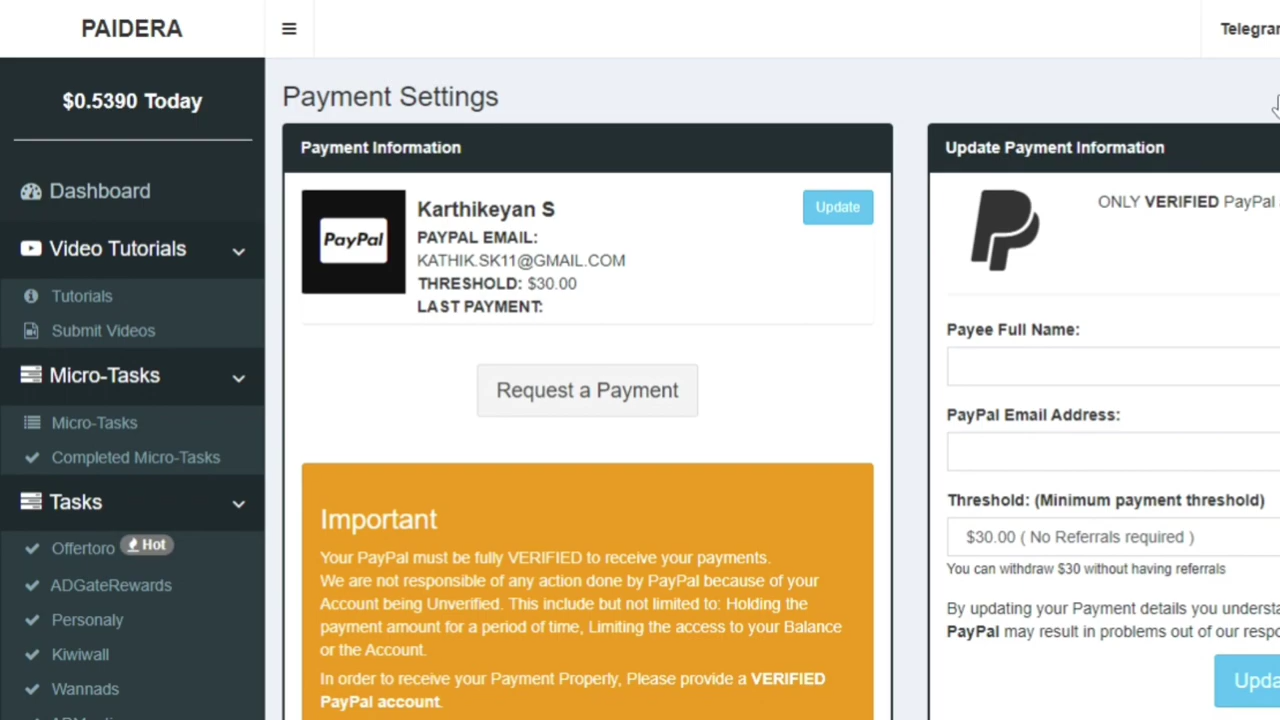 PAIDERA
$0.5390 Today
Dashboard
Video Tutorials
Tutorials
Submit Videos
Micro-Tasks
Micro-Tasks
Completed Micro-Tasks
Tasks
Offertoro Hot
ADGateRewards
Personaly
Kiwiwall
Wannads
Payment Settings
Payment Information
PayPal
Karthikeyan S
Update
PAYPAL EMAIL:
KATHIK.SK11@GMAIL.COM
THRESHOLD: $30.00
LAST PAYMENT:
Request a Payment
Important
Your PayPal must be fully VERIFIED to receive your payments.
We are not responsible of any action done by PayPal because of your
Account being Unverified. This include but not limited to: Holding the
payment amount for a period of time, Limiting the access to your Balance
or the Account.
In order to receive your Payment Properly, Please provide a VERIFIED
PayPal account.
Update Payment Information
ONLY VERIFIED PayPal
Payee Full Name:
PayPal Email Address:
Threshold: (Minimum payment threshold)
$30.00 ( No Referrals required )
You can withdraw $30 without having referrals
By updating your Payment details you
PayPal may result in problems out of our